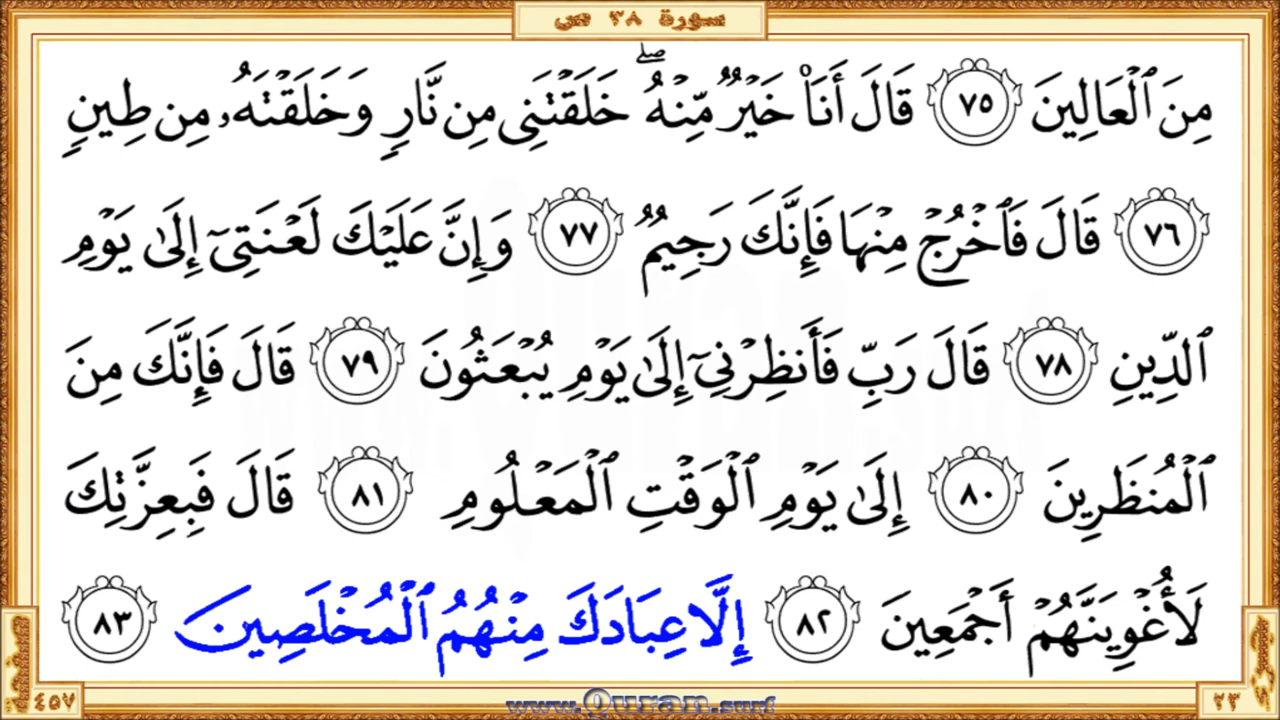 سورة ٣٨ ص
مِنَ ٱلۡعَالِينَ ٧٥ قَالَ أَنَا۠ خَيۡرٞ مِّنۡهُ ۖ خَلَقۡتَنِى مِن نَّارٖ وَخَلَقۡتَهُۥ مِن طِينٖ
٧٦ قَالَ فَٱخۡرُجۡ مِنۡهَا فَإِنَّكَ رَجِيمٞ ٧٧ وَإِنَّ عَلَيۡكَ لَعۡنَتِىٓ إِلَىٰ يَوۡمِ
ٱلدِّينِ ٧٨ قَالَ رَبِّ فَأَنظِرۡنِىٓ إِلَىٰ يَوۡمِ يُبۡعَثُونَ ٧٩ قَالَ فَإِنَّكَ مِنَ
ٱلۡمُنظَرِينَ ٨٠ إِلَىٰ يَوۡمِ ٱلۡوَقۡتِ ٱلۡمَعۡلُومِ ٨١ قَالَ فَبِعِزَّتِكَ
لَأُغۡوِيَنَّهُمۡ أَجۡمَعِينَ ٨٢ إِلَّا عِبَادَكَ مِنۡهُمُ ٱلۡمُخۡلَصِينَ ٨٣
صفحة ٤٥٧
٢٣
www.Quran.surf